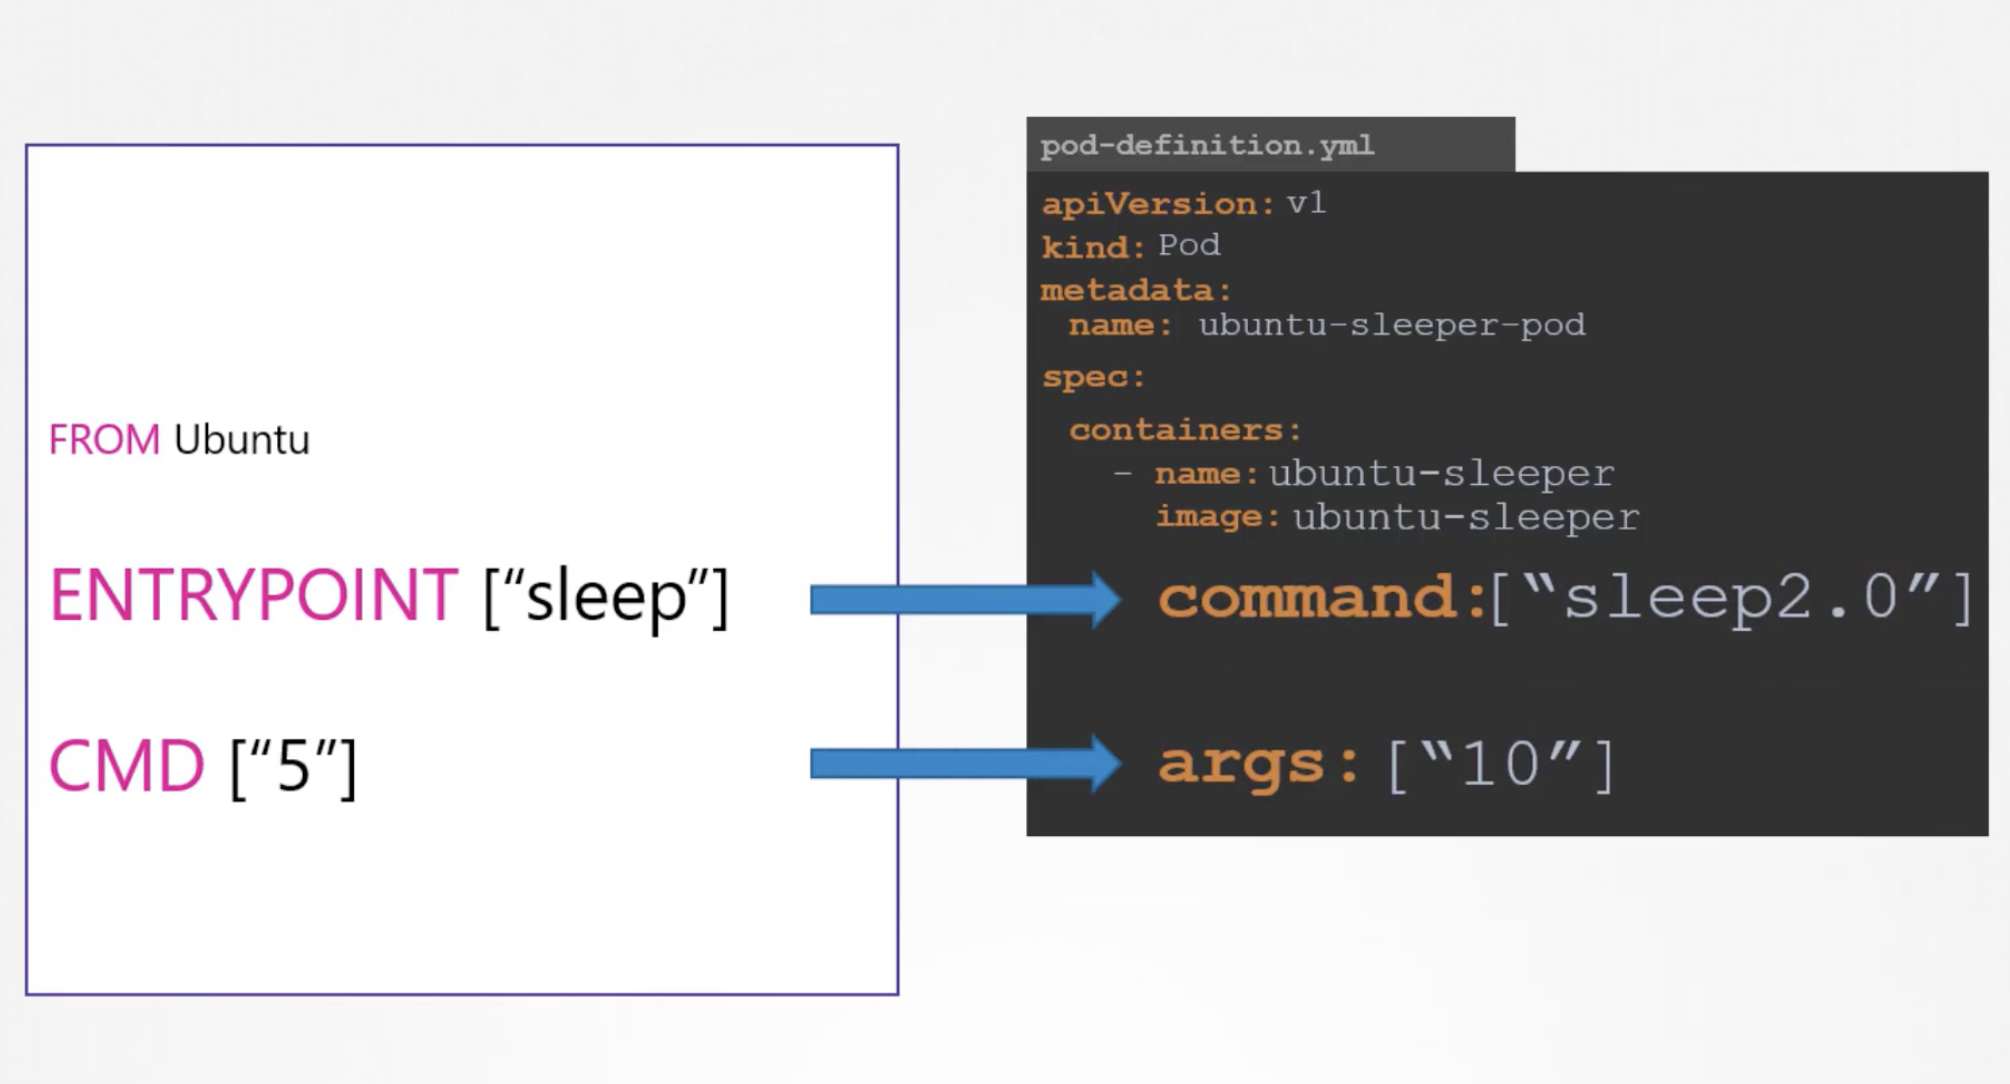 FROM Ubuntu
ENTRYPOINT [“sleep”]
CMD [“5”]
pod-definition.yml
apiVersion: v1
kind: Pod
metadata:
name: ubuntu-sleeper-pod
spec:
containers:
- name: ubuntu-sleeper
image: ubuntu-sleeper
command:[“sleep2.0”]
args: [“10”]